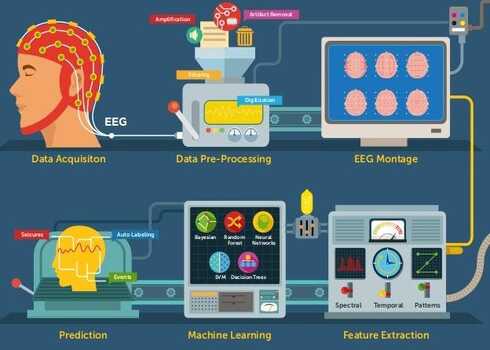 Artifact Removal
Amplification
Filtering
Digitization
EEG
Data Acquisiton
Data Pre-Processing
EEG Montage
Seizures
Auto Labeling
Events
Bayesian
Random
Forest
Neural
Networks
SVM
Decision Trees
Spectral
Temporal
Patterns
Prediction
Machine Learning
Feature Extraction